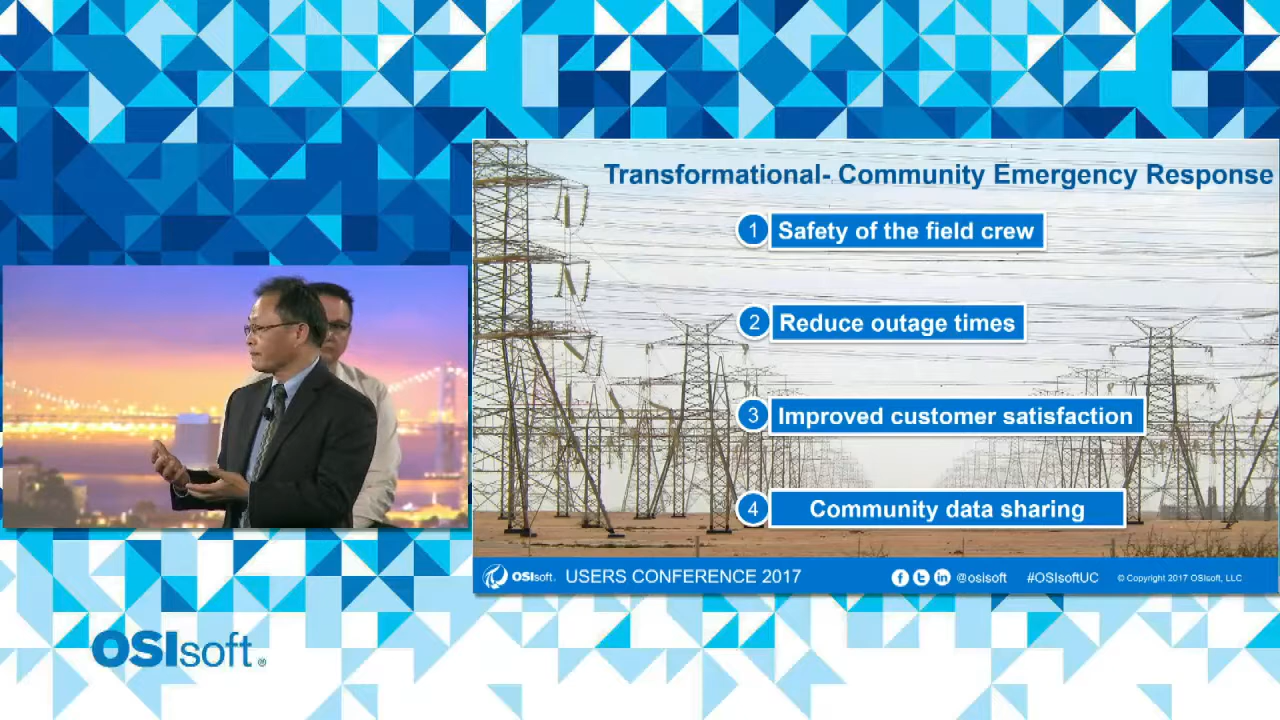 Transformational- Community Emergency Response
1 Safety of the field crew
2 Reduce outage times
3 Improved customer satisfaction
4 Community data sharing
OSIsoft. USERS CONFERENCE 2017
@osisoft #OSIsoftUC © Copyright 2017 OSIsoft, LLC
OSIsoft®